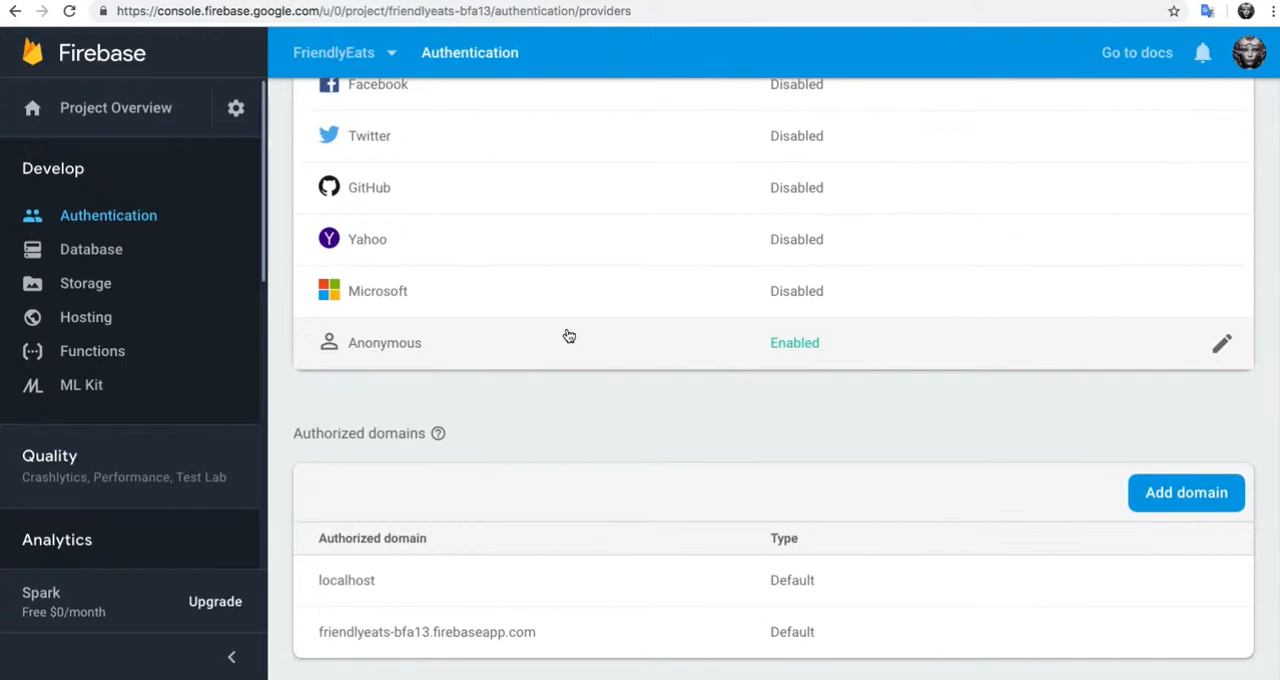 https://console.firebase.google.com/u/0/project/friendlyeats-bfa13/authentication/providers
Firebase
FriendlyEats
Authentication
Go to docs
Project Overview
Develop
Authentication
Database
Storage
Hosting
Functions
ML Kit
Quality
Crashlytics, Performance, Test Lab
Analytics
Spark
Free $0/month
Upgrade
Facebook Disabled
Twitter Disabled
GitHub Disabled
Yahoo Disabled
Microsoft Disabled
Anonymous Enabled
Authorized domains
Add domain
Authorized domain Type
localhost Default
friendlyeats-bfa13.firebaseapp.com Default